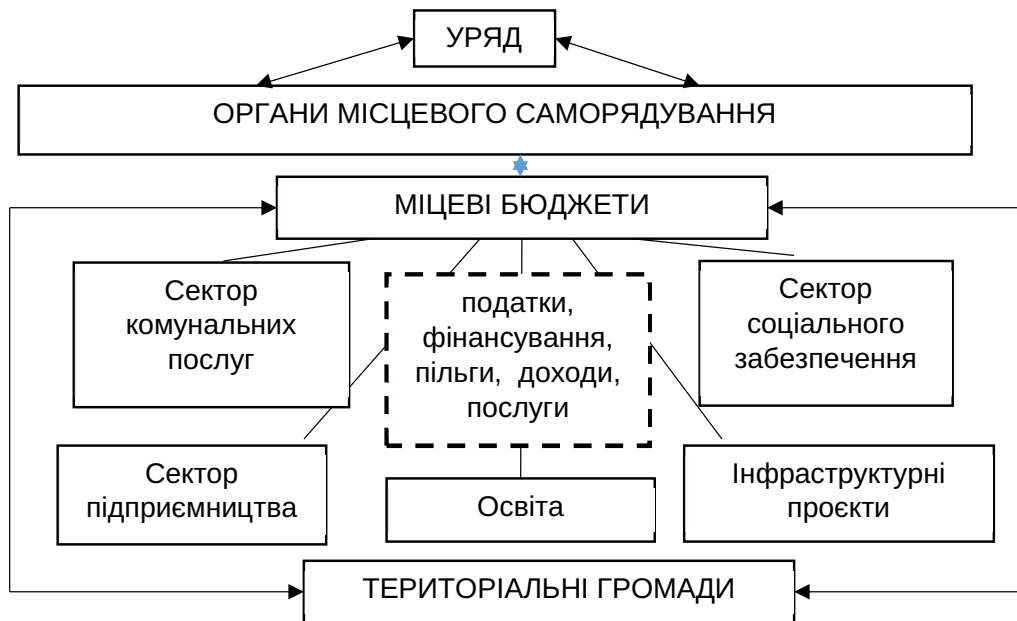 УРЯД
ОРГАНИ МІСЦЕВОГО САМОРЯДУВАННЯ
МІЦЕВІ БЮДЖЕТИ
Сектор
комунальних
послуг
податки,
фінансування,
пільги, доходи,
послуги
Сектор
соціального
забезпечення
Сектор
підприємництва
Освіта
Інфраструктурні
проєкти
ТЕРИТОРІАЛЬНІ ГРОМАДИ